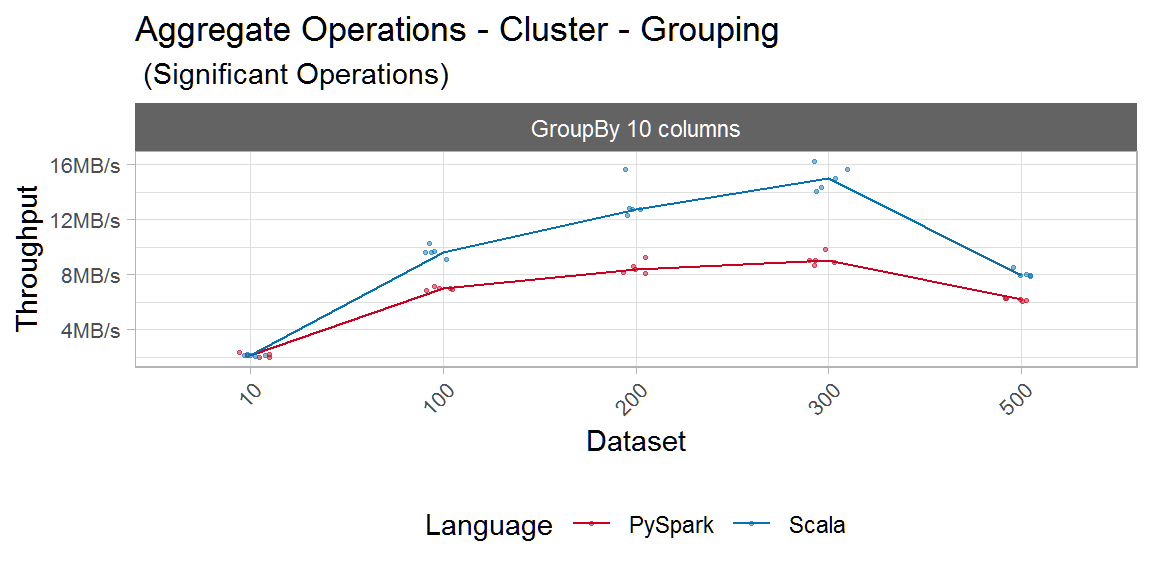 Aggregate Operations - Cluster - Grouping
(Significant Operations)
GroupBy 10 columns
Throughput
16MB/s
12MB/s
8MB/s
4MB/s
10
100
200
300
500
Dataset
Language PySpark Scala